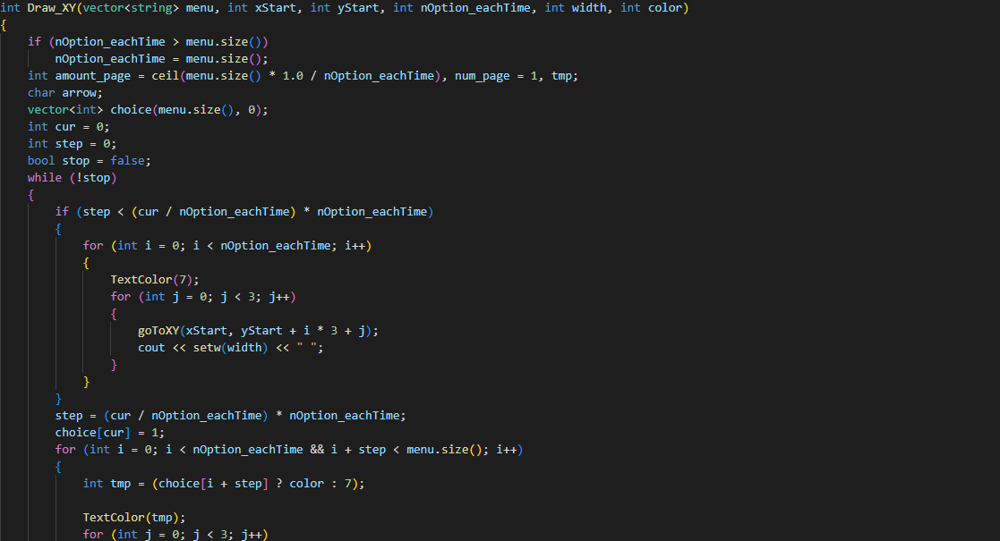 int Draw_XY(vector<string> menu, int xStart, int yStart, int nOption_eachTime, int width, int color)
{
    if (nOption_eachTime > menu.size())
        nOption_eachTime = menu.size();
    int amount_page = ceil(menu.size() * 1.0 / nOption_eachTime), num_page = 1, tmp;
    char arrow;
    vector<int> choice(menu.size(), 0);
    int cur = 0;
    int step = 0;
    bool stop = false;
    while (!stop)
    {
        if (step < (cur / nOption_eachTime) * nOption_eachTime)
        {
            for (int i = 0; i < nOption_eachTime; i++)
            {
                TextColor(7);
                for (int j = 0; j < 3; j++)
                {
                    goToXY(xStart, yStart + i * 3 + j);
                    cout << setw(width) << " ";
                }
            }
        }
        step = (cur / nOption_eachTime) * nOption_eachTime;
        choice[cur] = 1;
        for (int i = 0; i < nOption_eachTime && i + step < menu.size(); i++)
        {
            int tmp = (choice[i + step] ? color : 7);
            TextColor(tmp);
            for (int j = 0; j < 3; j++)